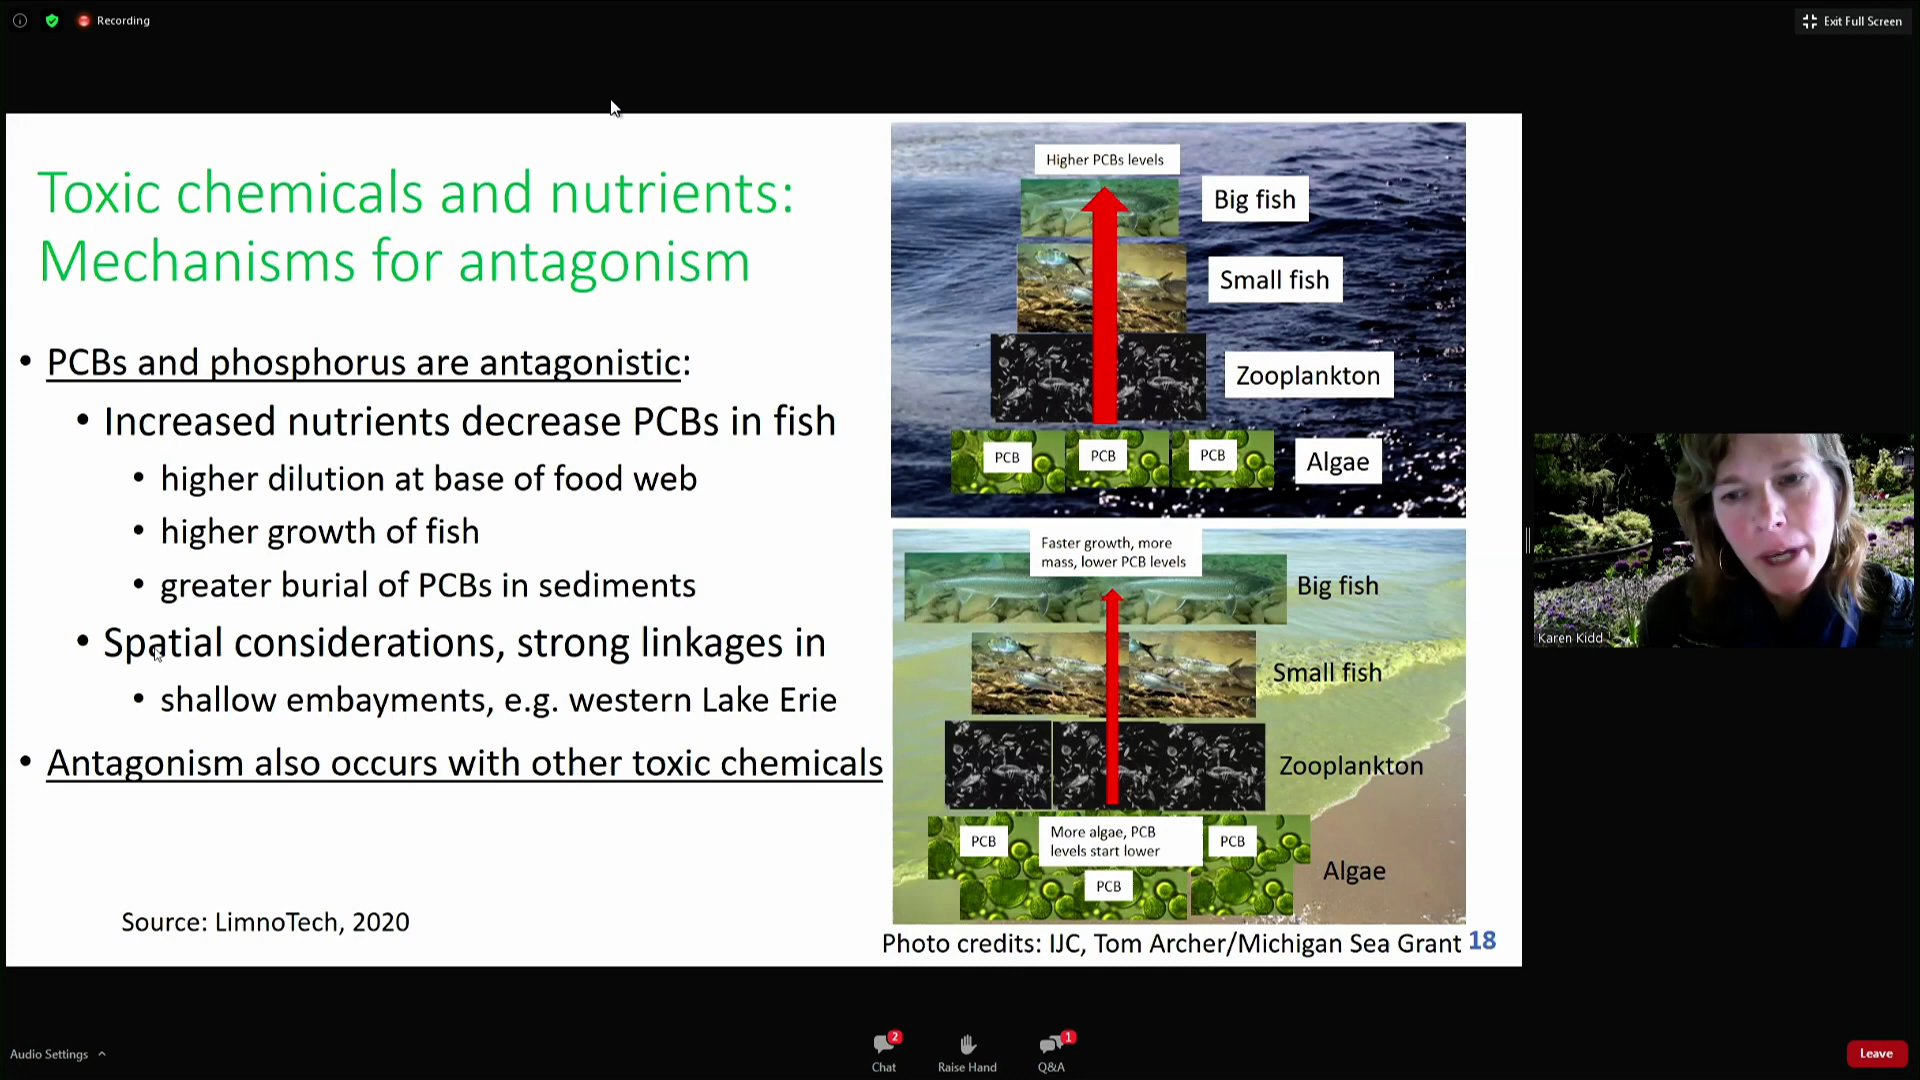 Recording
Exit Full Screen
Toxic chemicals and nutrients:
Mechanisms for antagonism
• PCBs and phosphorus are antagonistic:
• Increased nutrients decrease PCBs in fish
• higher dilution at base of food web
• higher growth of fish
• greater burial of PCBs in sediments
• Spatial considerations, strong linkages in
• shallow embayments, e.g. western Lake Erie
• Antagonism also occurs with other toxic chemicals
Source: LimnoTech, 2020
Higher PCBs levels
Big fish
Small fish
Zooplankton
PCB
PCB
PCB
Algae
Faster growth, more
mass, lower PCB levels
Big fish
Small fish
Zooplankton
PCB
More algae, PCB
levels start lower
PCB
PCB
Algae
Photo credits: IJC, Tom Archer/Michigan Sea Grant
18
Karen Kidd
Audio Settings
2
Chat
Raise Hand
1
Q&A
Leave